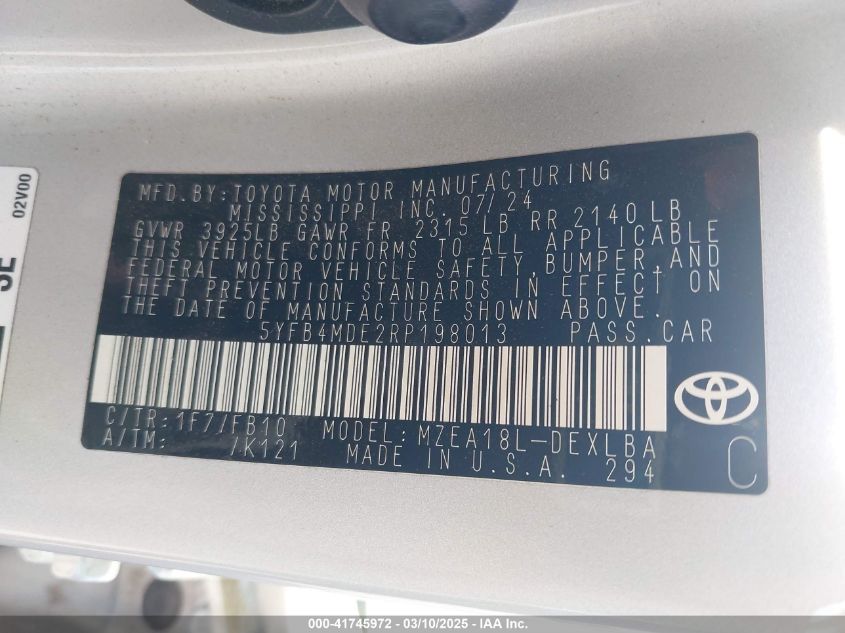 MFD. BY: TOYOTA MOTOR MANUFACTURING
MISSISSIPPI INC. 07/24
GVWR 3925LB GAWR FR 2315 LB RR 2140 LB
THIS VEHICLE CONFORMS TO ALL APPLICABLE
FEDERAL MOTOR VEHICLE SAFETY, BUMPER, AND
THEFT PREVENTION STANDARDS IN EFFECT ON
THE DATE OF MANUFACTURE SHOWN ABOVE.
5YFB4MDE2RP198013 PASS. CAR
C/TR: 1F7/FB10 MODEL: MZEA18L-DEXLBA
A/TM: /K121 MADE IN U.S.A. 294
C
02V00
000-41745972 — 03/10/2025 — IAA Inc.